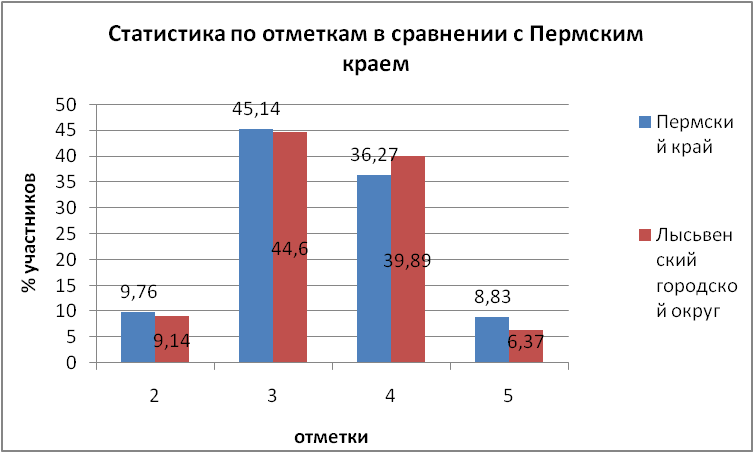 Статистика по отметкам в сравнении с Пермским
краем
% участников
50
45
40
35
30
25
20
15
10
5
0
9,76
9,14
45,14
44,6
36,27
39,89
8,83
6,37
2 3 4 5
отметки
Пермски
й край
Лысьвен
ский
городско
й округ